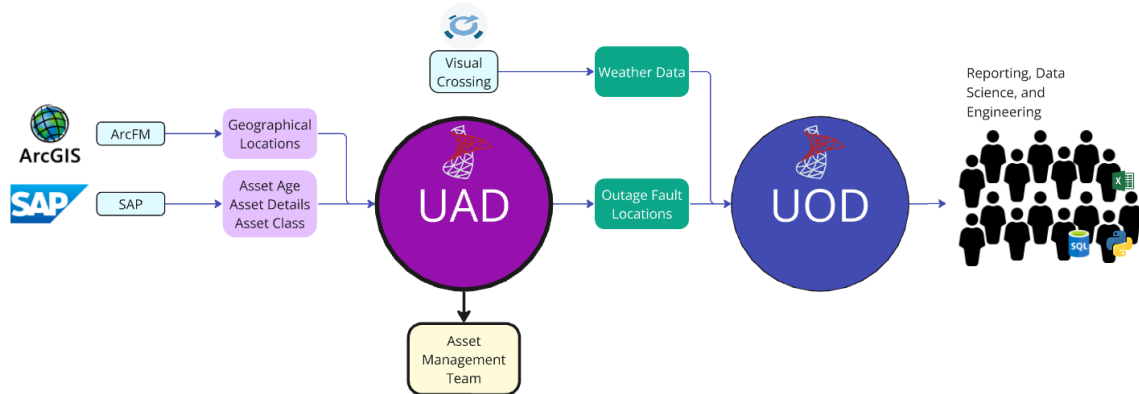 Visual
Crossing
Weather Data
Reporting, Data
Science, and
Engineering
ArcGIS
ArcFM
Geographical
Locations
SAP
SAP
Asset Age
Asset Details
Asset Class
UAD
Outage Fault
Locations
UOD
X
SQL
Asset
Management
Team